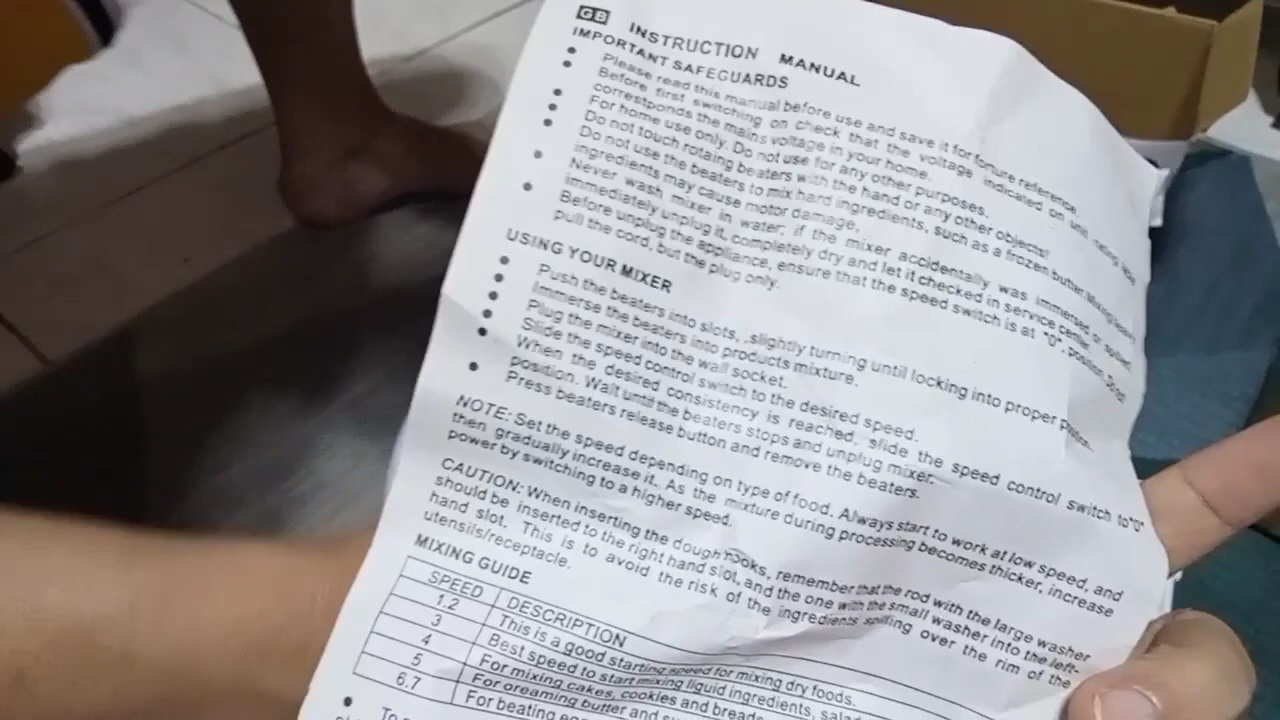 GB INSTRUCTION MANUAL
IMPORTANT SAFEGUARDS
Please read this manual before use and save it for reference.
Before first switching on check that the voltage indicated on unit rating
correstponds the mains voltage in your home.
For home use only. Do not use for any other purposes.
Do not touch rotaing beaters with the hand or any other objects!
Do not use the beaters to mix hard ingredients, such as a frozen butter. Mixing
ingredients may cause motor damage.
Never wash mixer in water; if the mixer accidentally was immersed or
immediately unplug it, completely dry and let it checked in service center.
Before unplug the appliance, ensure that the speed switch is at "0". position.
pull the cord, but the plug only.
USING YOUR MIXER
Push the beaters into slots, .slightly turning until locking into proper
Immerse the beaters into products mixture.
Plug the mixer into the wall socket.
Slide the speed control switch to the desired speed.
When the desired consistency is reached, slide the speed control switch to"0"
position. Wait until the beaters stops and unplug mixer.
Press beaters release button and remove the beaters.
NOTE: Set the speed depending on type of food. Always start to work at low speed, and
then gradually increase it. As the mixture during processing becomes thicker, increase
power by switching to a higher speed.
CAUTION: When inserting the dough hooks, remember that the rod with the large washer
should be inserted to the right hand slot, and the one with the small washer into the left-
hand slot. This is to avoid the risk of the ingredients spilling over the rim of the
utensils/receptacle.
MIXING GUIDE
SPEED DESCRIPTION
1.2 This is a good starting speed for mixing dry foods.
3 Best speed to start mixing liguid ingredients, salad
4 For mixing cakes, cookies and breads
5 For oreaming butter and
6.7 For beating
To